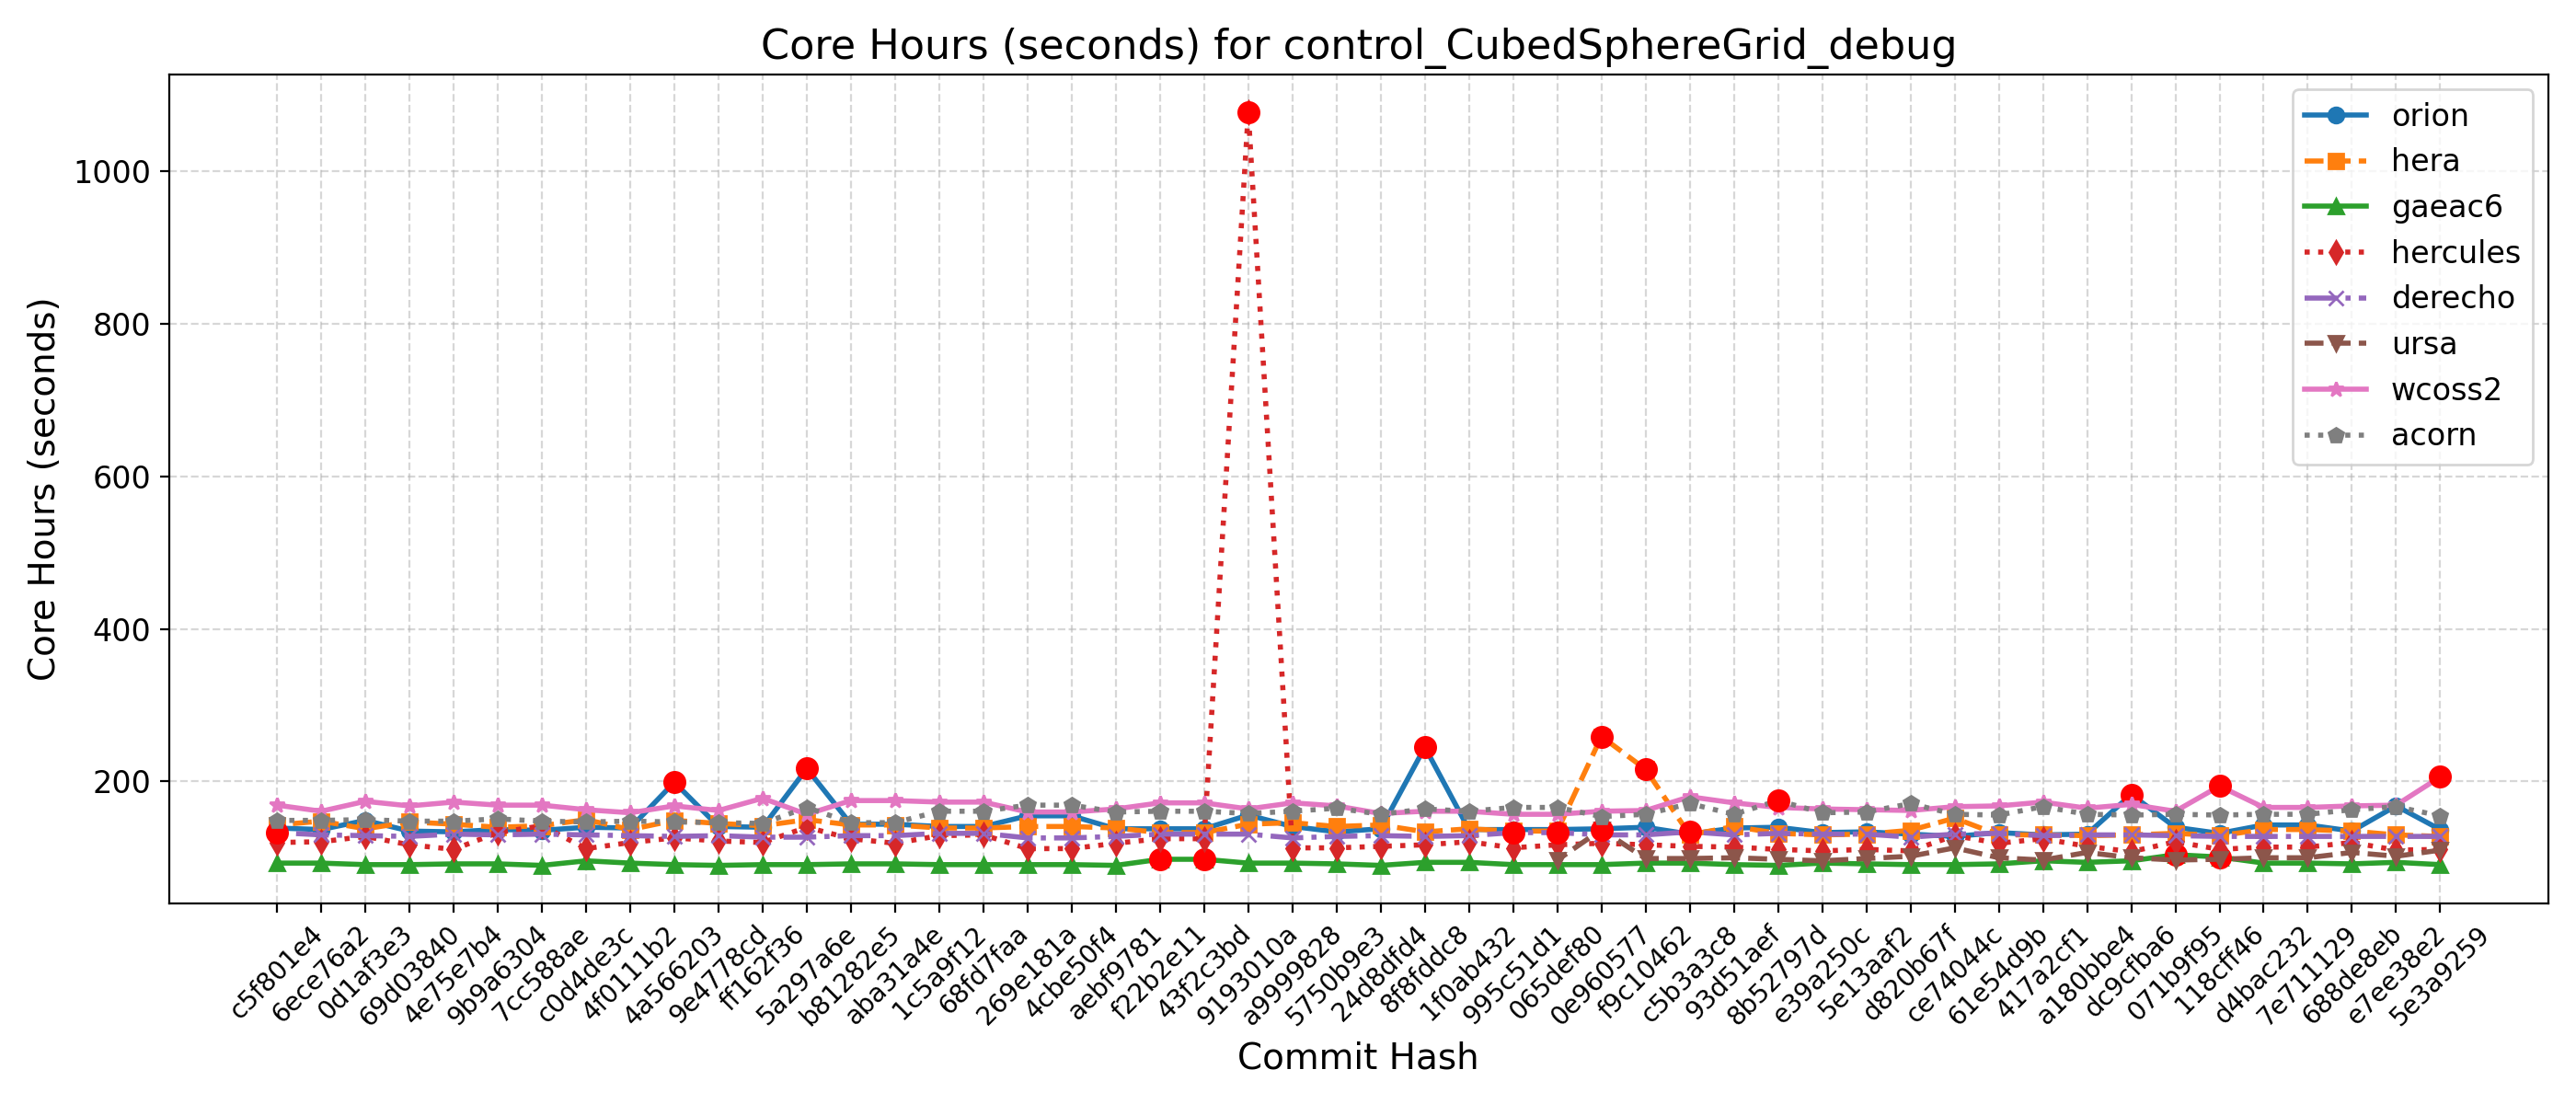 Core Hours (seconds) for control_CubedSphereGrid_debug
Core Hours (seconds)
1000
800
600
400
200
orion
hera
gaeac6
hercules
derecho
ursa
wcoss2
acorn
c5f801e4
6ece76a2
0d1af3e3
69d03840
4e75e7b4
9b9a6304
7cc588ae
c0d4de3c
4f0111b2
4a566203
9e4778cd
ff162f36
5a297a6e
b81282e5
aba31a4e
1c5a9f12
68fd7faa
269e181a
4cbe50f4
aebf9781
f22b2e11
43f2c3bd
9193010a
a9999828
5750b9e3
24d8dfd4
8f8fddc8
1f0ab432
995c51d1
065def80
0e960577
f9c10462
c5b3a3c8
93d51aef
8b52797d
e39a250c
5e13aaf2
d820b67f
ce74044c
61e54d9b
417a2cf1
a180bbe4
dc9cfba6
071b9f95
118cff46
d4bac232
7e711129
688de8eb
e7ee38e2
5e3a9259
Commit Hash